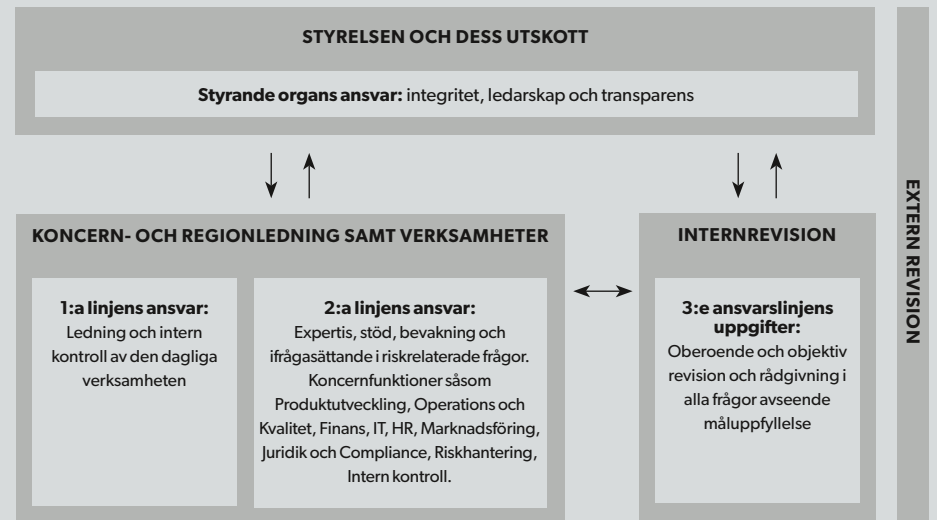 STYRELSEN OCH DESS UTSKOTT
Styrande organs ansvar: integritet, ledarskap och transparens
KONCERN- OCH REGIONLEDNING SAMT VERKSAMHETER
1:a linjens ansvar:
Ledning och intern
kontroll av den dagliga
verksamheten
2:a linjens ansvar:
Expertis, stöd, bevakning och
ifrågasättande i riskrelaterade frågor.
Koncernfunktioner såsom
Produktutveckling, Operations och
Kvalitet, Finans, IT, HR, Marknadsföring,
Juridik och Compliance, Riskhantering,
Intern kontroll.
INTERNREVISION
3:e ansvarslinjens
uppgifter:
Oberoende och objektiv
revision och rådgivning i
alla frågor avseende
måluppfyllelse
EXTERN REVISION